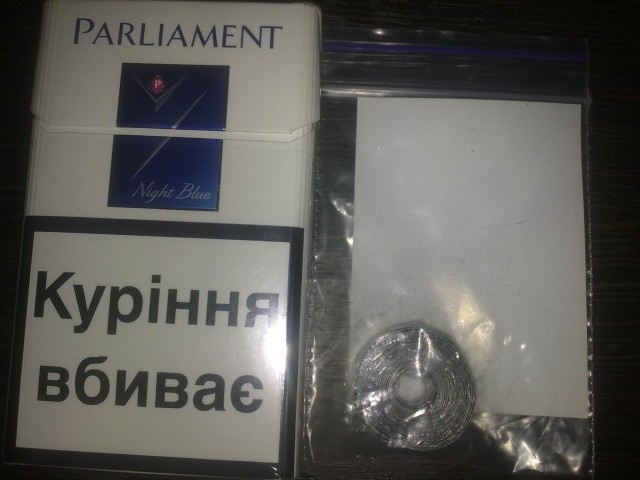 PARLIAMENT
P
Night Blue
Куріння
вбиває